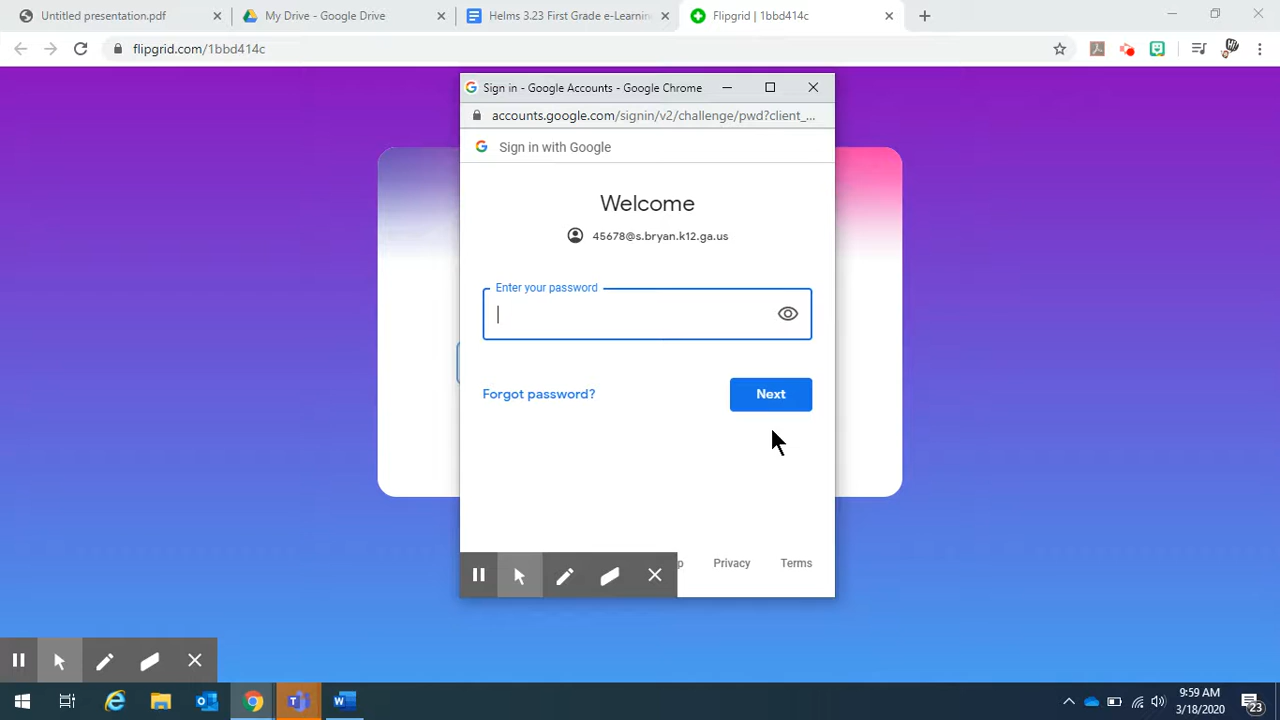 Untitled presentation.pdf
My Drive - Google Drive
Helms 3.23 First Grade e-Learnin
Flipgrid | 1bbd414c
flipgrid.com/1bbd414c
Sign in - Google Accounts - Google Chrome
accounts.google.com/signin/v2/challenge/pwd?client_...
Sign in with Google
Welcome
45678@s.bryan.k12.ga.us
Enter your password
Forgot password?
Next
p Privacy Terms
9:59 AM
3/18/2020
23